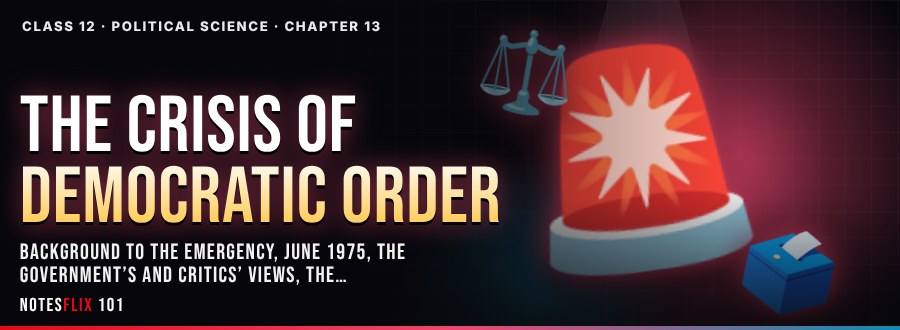 CLASS 12 · POLITICAL SCIENCE · CHAPTER 13
THE CRISIS OF
DEMOCRATIC ORDER
BACKGROUND TO THE EMERGENCY, JUNE 1975, THE
GOVERNMENT’S AND CRITICS’ VIEWS, THE…
NOTESFLIX 101